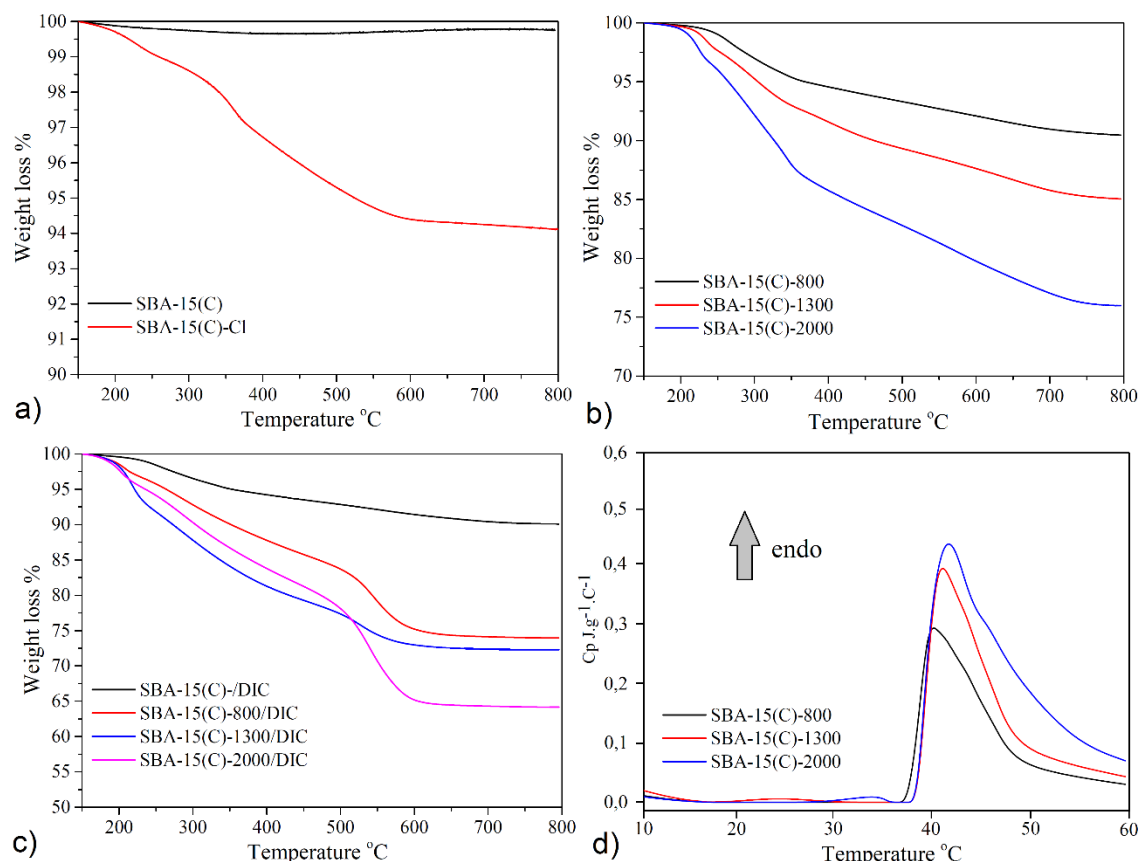 100
99
98
97
96
95
94
93
92
91
90
Weight loss %
SBA-15(C)
SBA-15(C)-Cl
200 300 400 500 600 700 800
Temperature °C
a)
100
95
90
85
80
75
70
Weight loss %
SBA-15(C)-800
SBA-15(C)-1300
SBA-15(C)-2000
200 300 400 500 600 700 800
Temperature °C
b)
100
95
90
85
80
75
70
65
60
55
50
Weight loss %
SBA-15(C)-/DIC
SBA-15(C)-800/DIC
SBA-15(C)-1300/DIC
SBA-15(C)-2000/DIC
200 300 400 500 600 700 800
Temperature °C
c)
0,6
0,5
0,4
0,3
0,2
0,1
0,0
Cp J.g⁻¹.C⁻¹
endo
SBA-15(C)-800
SBA-15(C)-1300
SBA-15(C)-2000
10 20 30 40 50 60
Temperature °C
d)